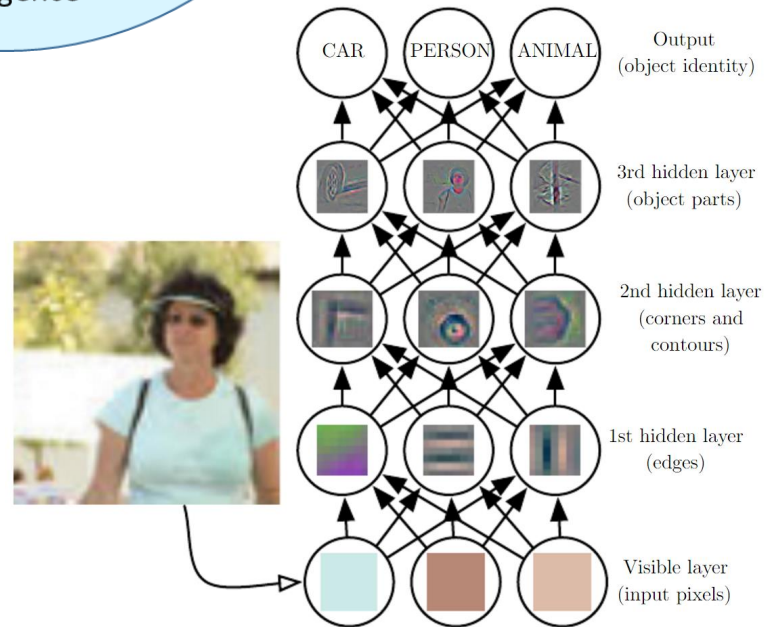 CAR
PERSON
ANIMAL
Output
(object identity)
3rd hidden layer
(object parts)
2nd hidden layer
(corners and
contours)
1st hidden layer
(edges)
Visible layer
(input pixels)